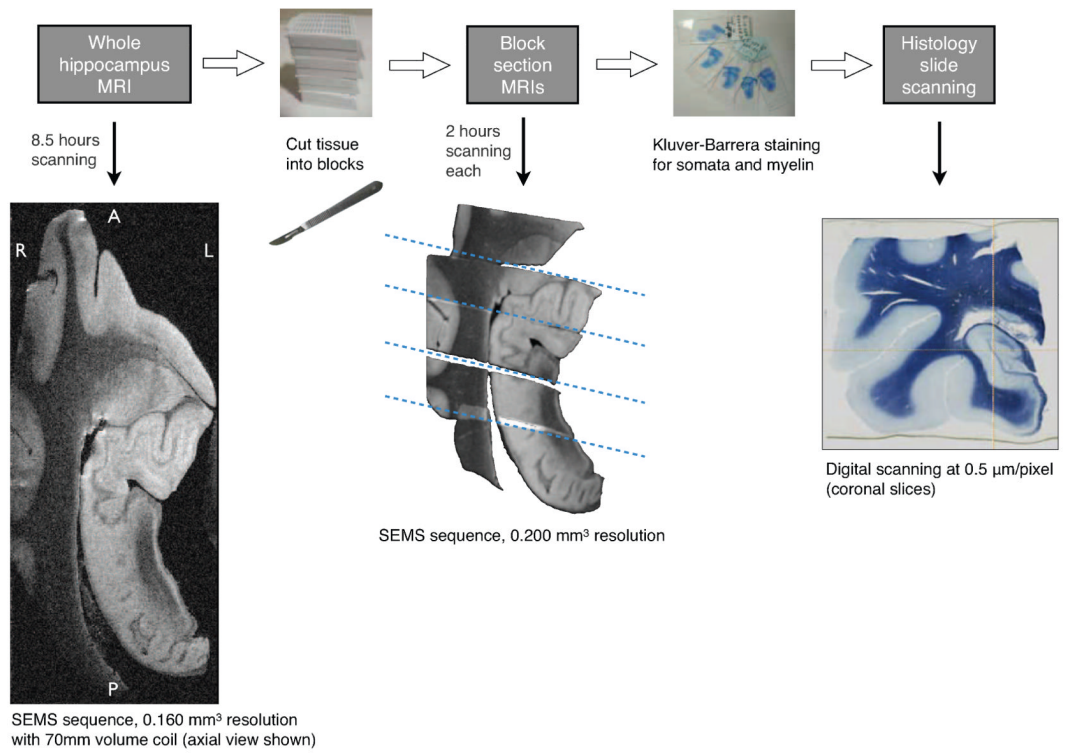 Whole
hippocampus
MRI
Block
section
MRIs
Histology
slide
scanning
8.5 hours
scanning
Cut tissue
into blocks
2 hours
scanning
each
Kluver-Barrera staining
for somata and myelin
A
R
L
P
SEMS sequence, 0.160 mm³ resolution
with 70mm volume coil (axial view shown)
SEMS sequence, 0.200 mm³ resolution
Digital scanning at 0.5 µm/pixel
(coronal slices)